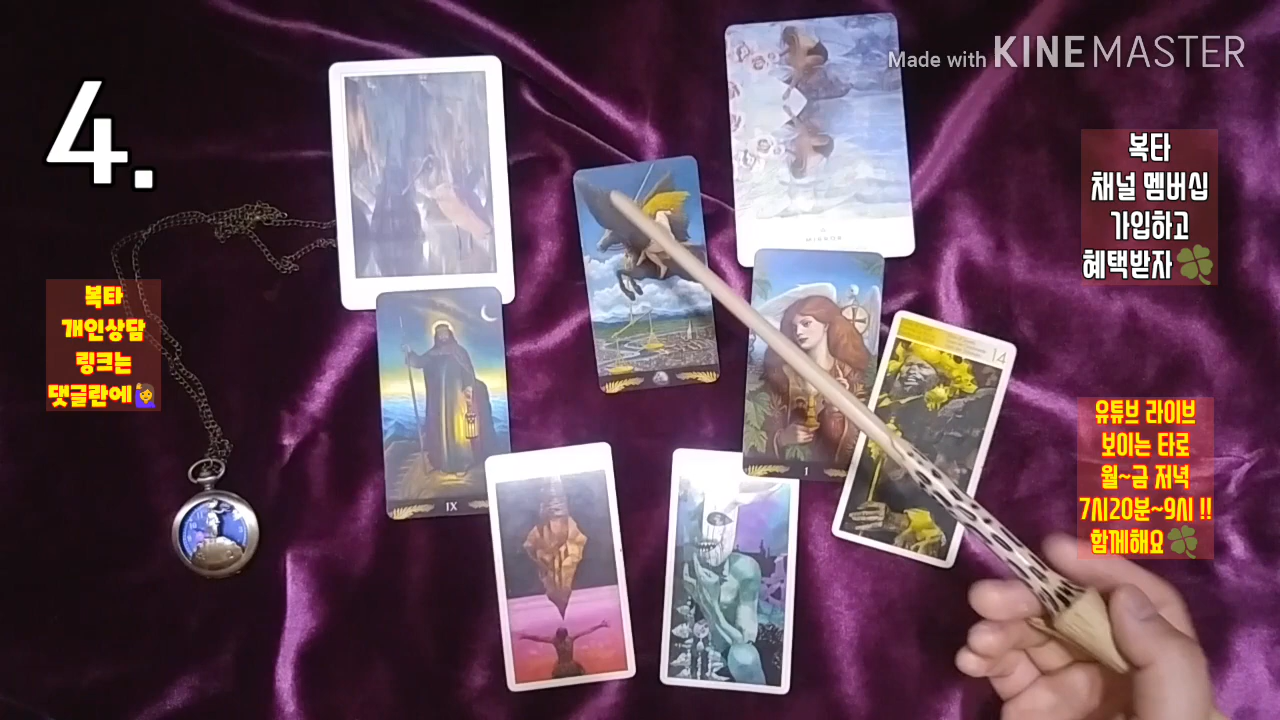 Made with KINEMASTER
4.
복타
채널 멤버십
가입하고
혜택받자
복타
개인상담
링크는
댓글란에
유튜브 라이브
보이는 타로
월~금 저녁
7시20분~9시 !!
함께해요
MIRROR
14
IX
I